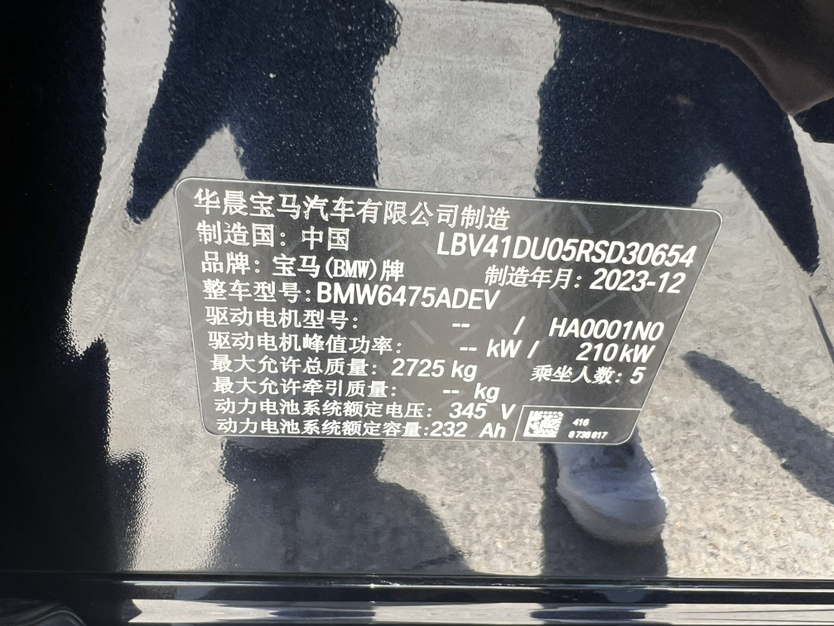 华晨宝马汽车有限公司制造
制造国：中国 LBV41DU05RSD30654
品牌：宝马(BMW)牌 制造年月：2023-12
整车型号：BMW6475ADEV
驱动电机型号： -- / HA0001N0
驱动电机峰值功率： -- kW / 210 kW
最大允许总质量：2725 kg 乘坐人数：5
最大允许牵引质量： -- kg
动力电池系统额定电压：345 V
动力电池系统额定容量：232 Ah
416
8 738 817